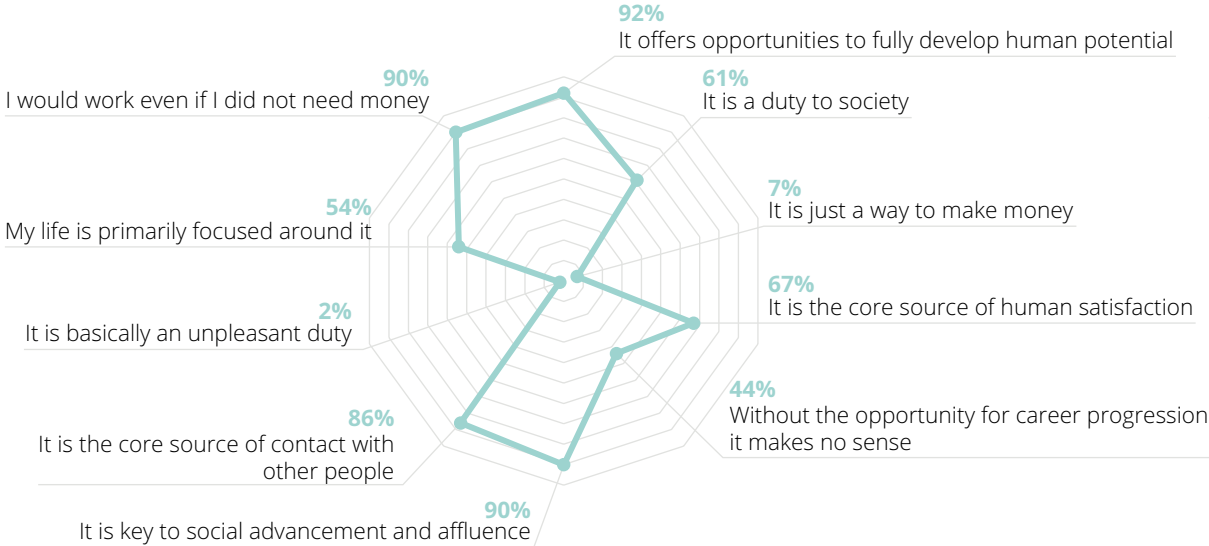 92%
It offers opportunities to fully develop human potential
61%
It is a duty to society
7%
It is just a way to make money
67%
It is the core source of human satisfaction
44%
Without the opportunity for career progression
it makes no sense
90%
It is key to social advancement and affluence
86%
It is the core source of contact with
other people
2%
It is basically an unpleasant duty
54%
My life is primarily focused around it
90%
I would work even if I did not need money